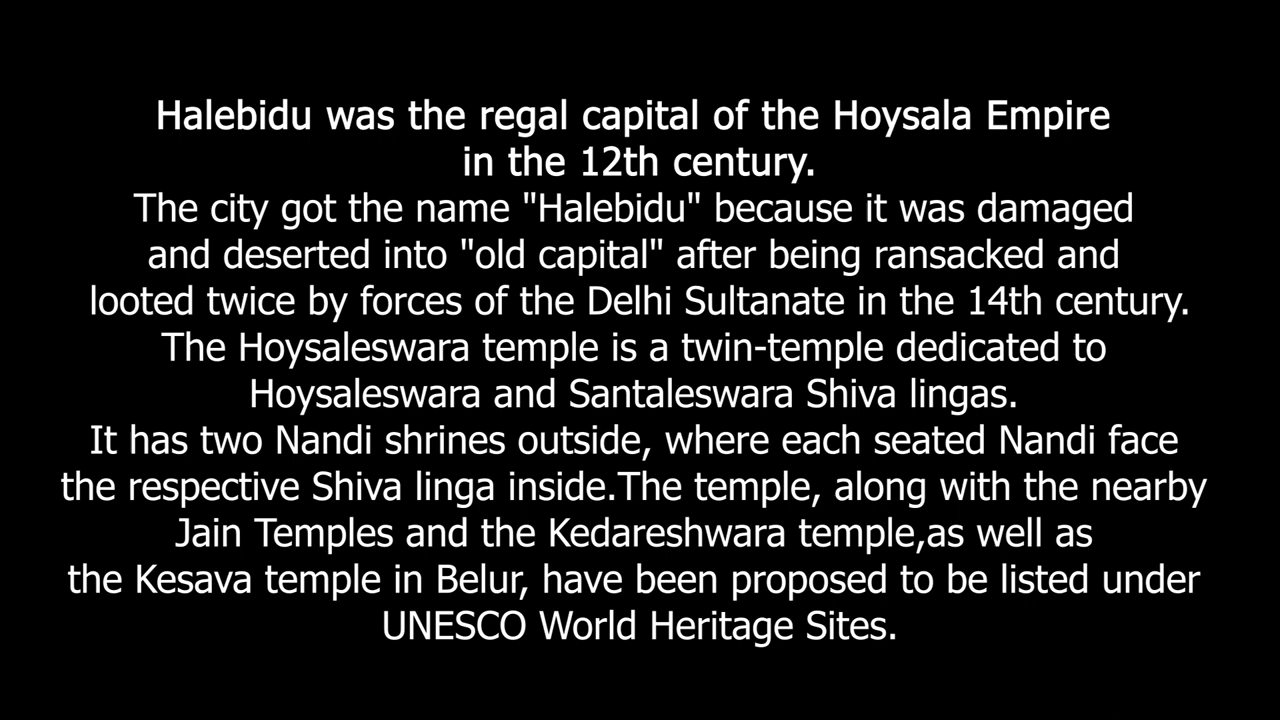 Halebidu was the regal capital of the Hoysala Empire
in the 12th century.
The city got the name "Halebidu" because it was damaged
and deserted into "old capital" after being ransacked and
looted twice by forces of the Delhi Sultanate in the 14th century.
The Hoysaleswara temple is a twin-temple dedicated to
Hoysaleswara and Santaleswara Shiva lingas.
It has two Nandi shrines outside, where each seated Nandi face
the respective Shiva linga inside.The temple, along with the nearby
Jain Temples and the Kedareshwara temple,as well as
the Kesava temple in Belur, have been proposed to be listed under
UNESCO World Heritage Sites.